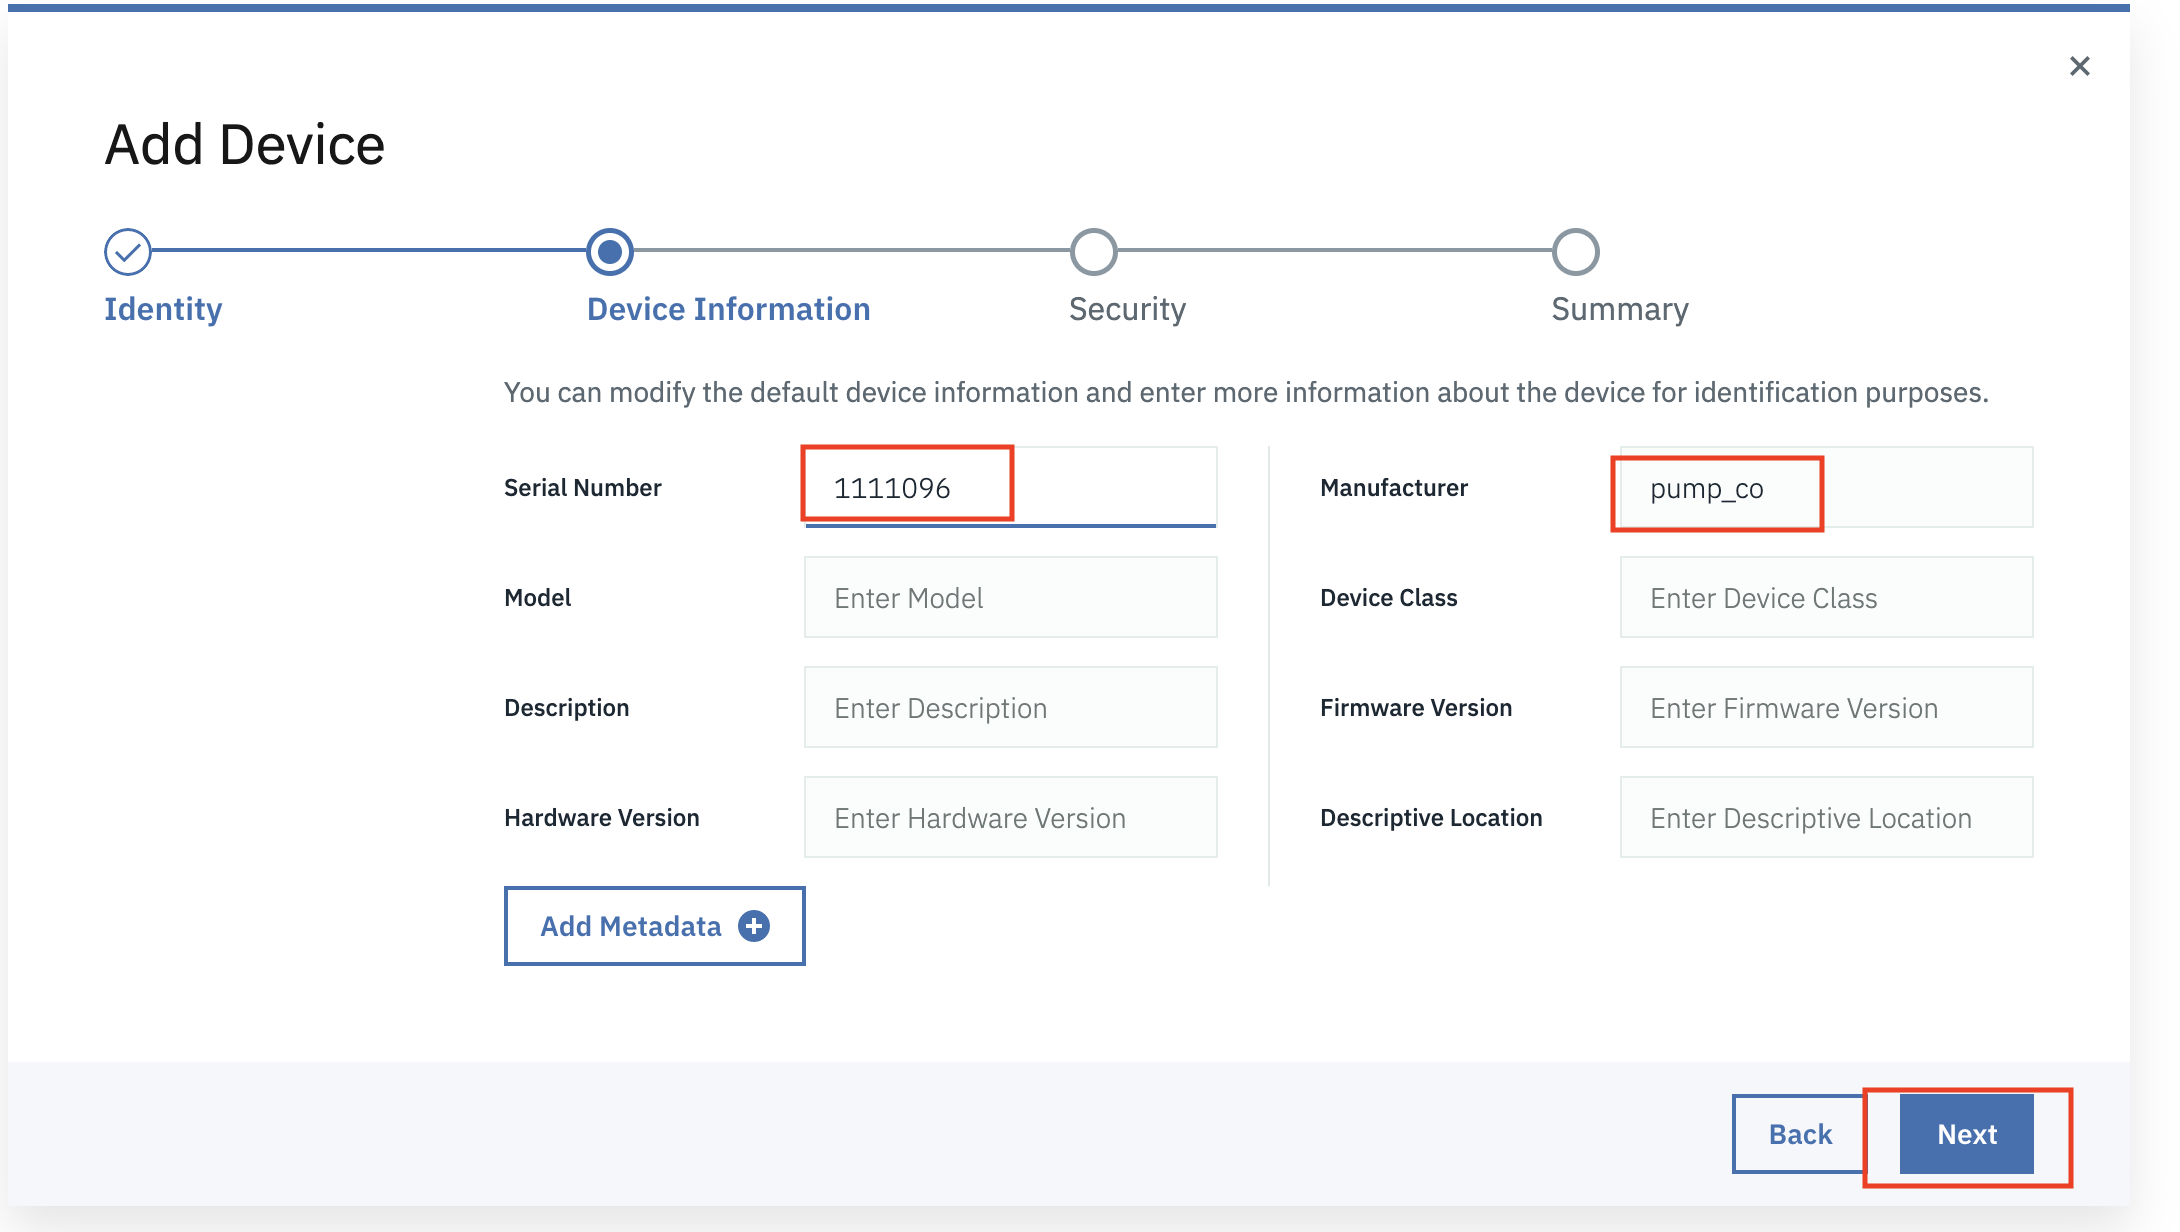 Add Device
Identity
Device Information
Security
Summary
You can modify the default device information and enter more information about the device for identification purposes.
Serial Number 1111096
Manufacturer pump_co
Model Enter Model
Device Class Enter Device Class
Description Enter Description
Firmware Version Enter Firmware Version
Hardware Version Enter Hardware Version
Descriptive Location Enter Descriptive Location
Add Metadata
Back
Next